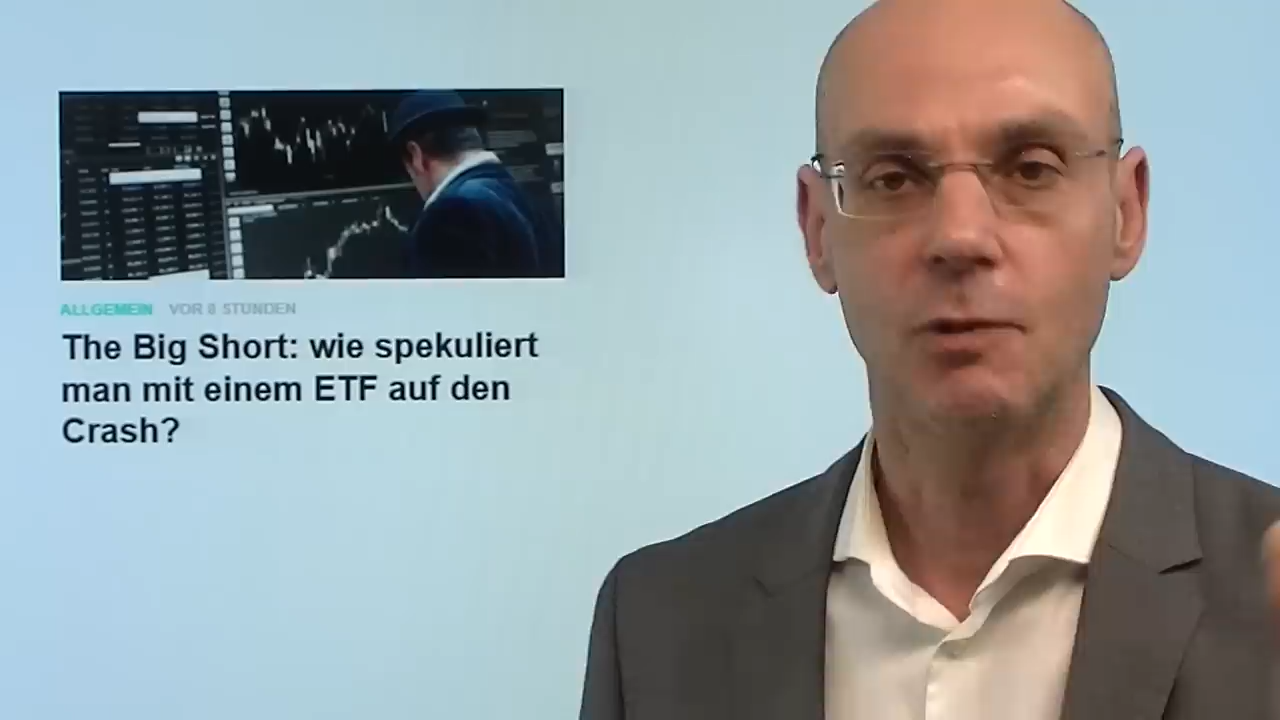 ALLGEMEIN VOR 8 STUNDEN
The Big Short: wie spekuliert
man mit einem ETF auf den
Crash?